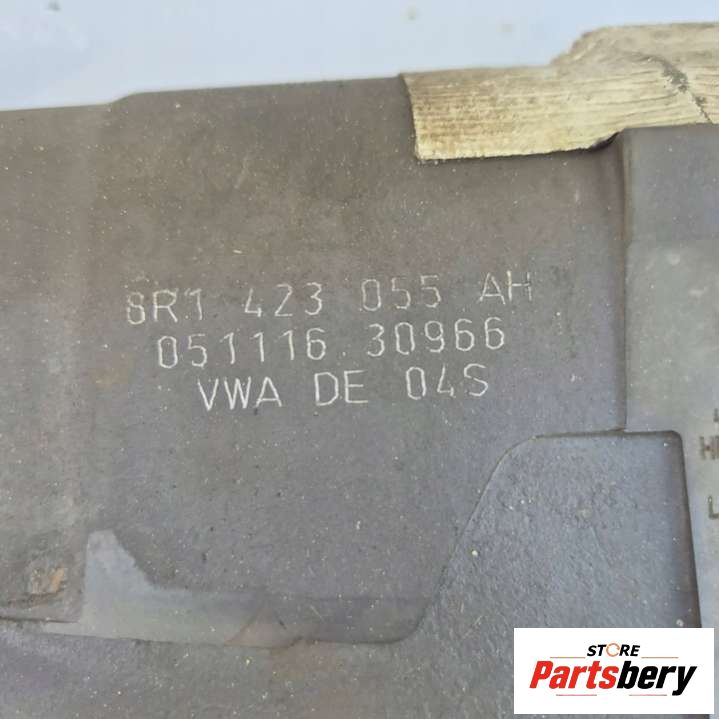 8R1 423 055 AH
051116 30966
VWA DE 04S
H
L
STORE
Partsbery